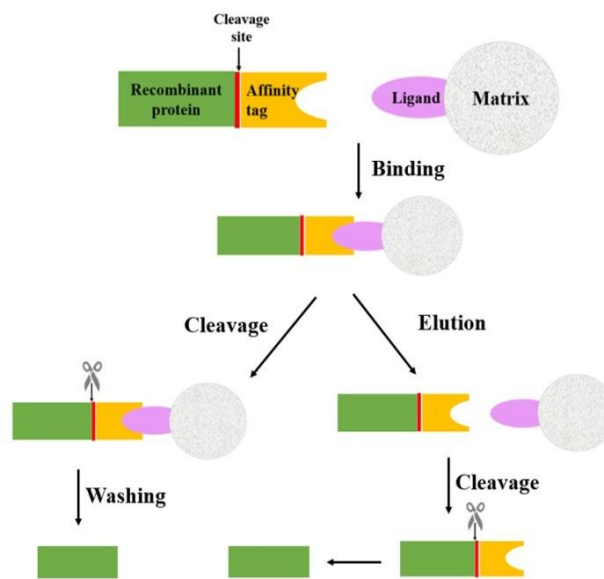 Cleavage
site
Recombinant
protein
Affinity
tag
Ligand
Matrix
Binding
Cleavage
Elution
Washing
Cleavage